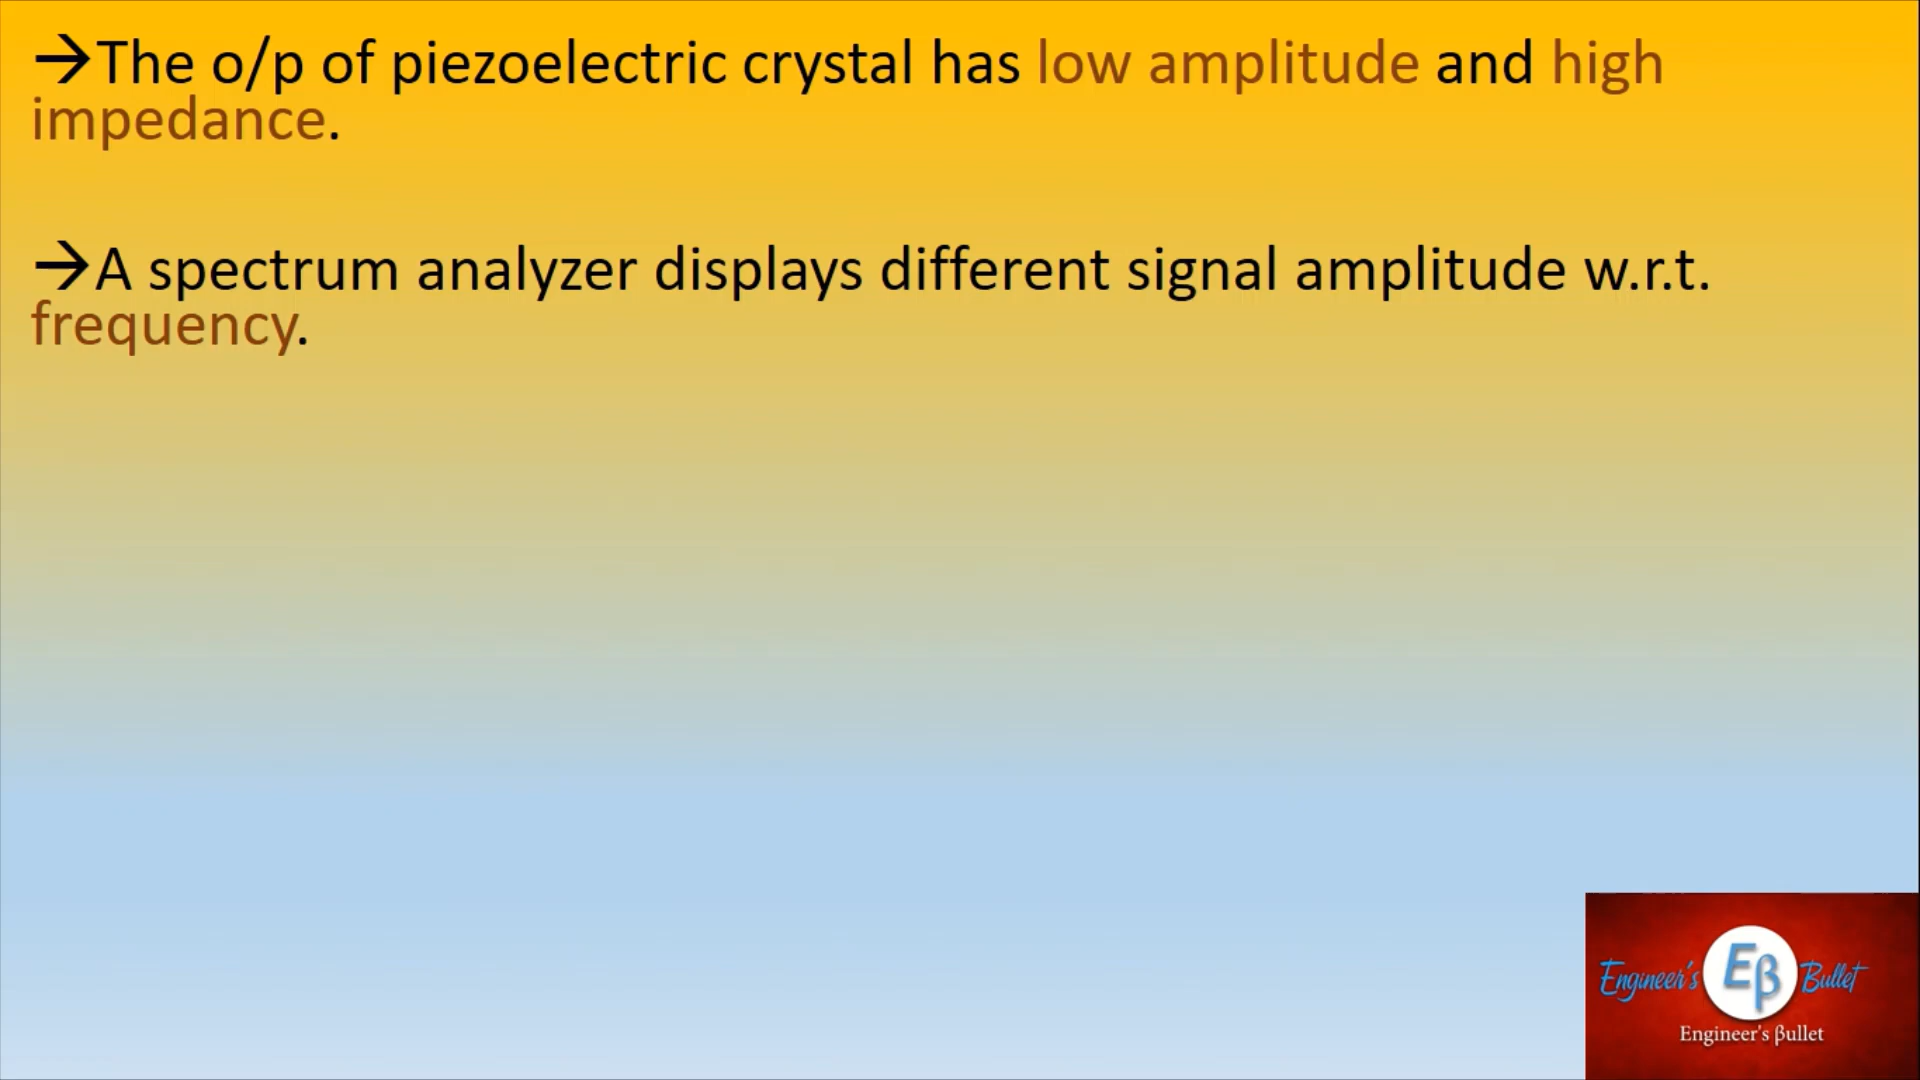 →The o/p of piezoelectric crystal has low amplitude and high
impedance.
→A spectrum analyzer displays different signal amplitude w.r.t.
frequency.
Engineer's Eβ Bullet
Engineer's βullet